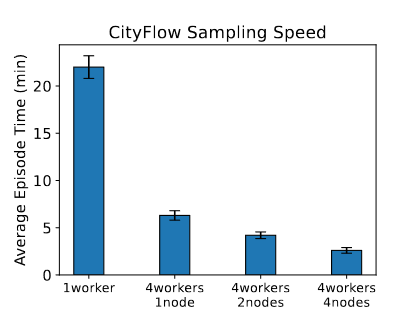 CityFlow Sampling Speed
Average Episode Time (min)
20
15
10
5
0
1worker
4workers
1node
4workers
2nodes
4workers
4nodes